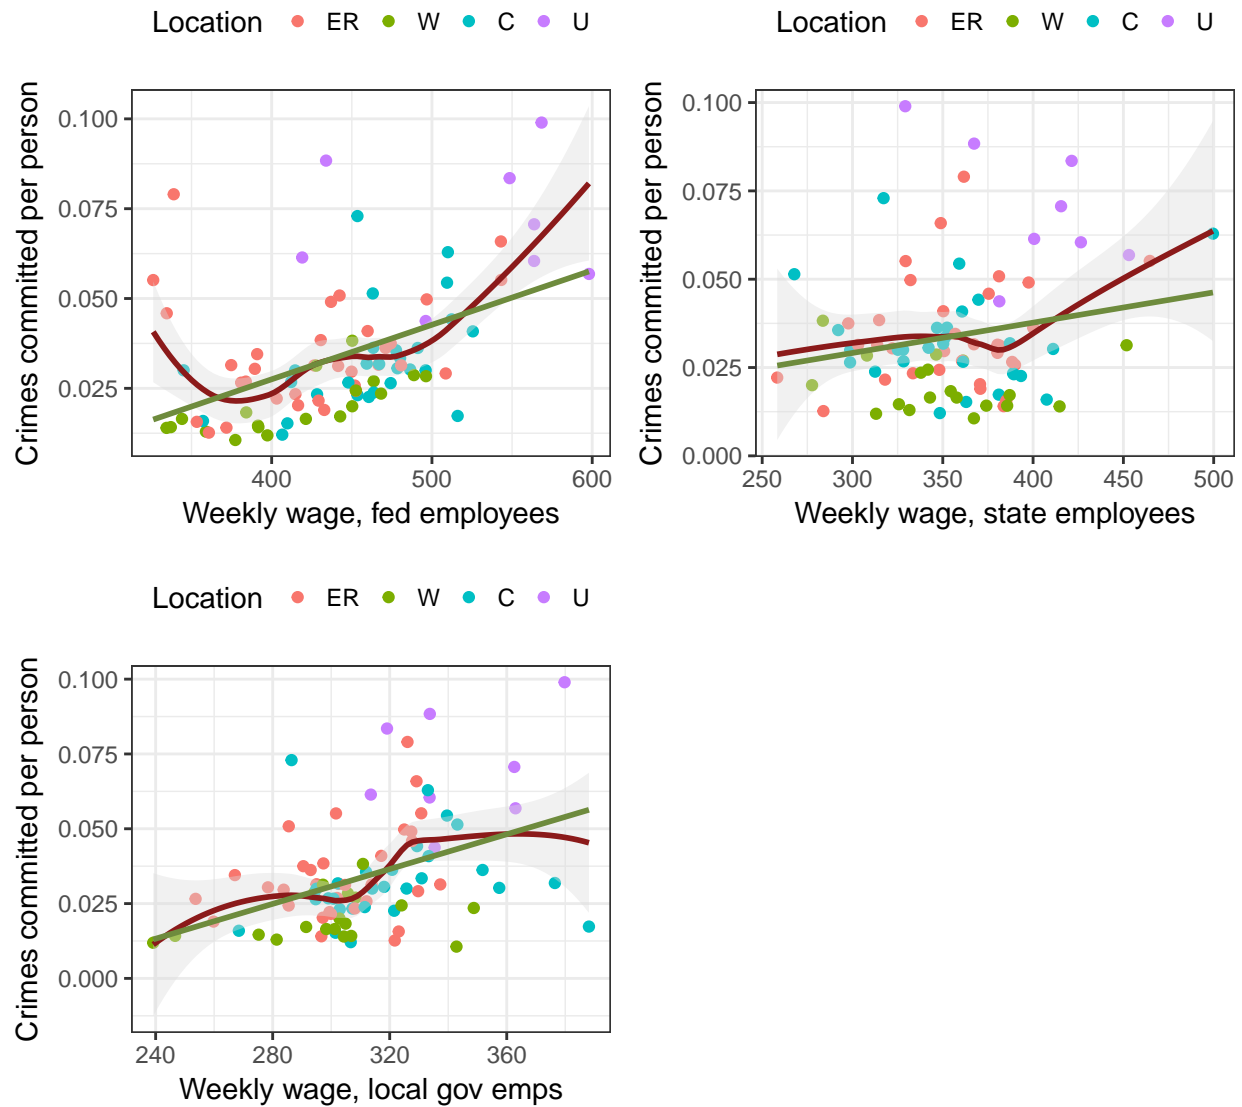 Location ER W C U
Crimes committed per person
0.100
0.075
0.050
0.025
400 500 600
Weekly wage, fed employees
Location ER W C U
Crimes committed per person
0.100
0.075
0.050
0.025
0.000
250 300 350 400 450 500
Weekly wage, state employees
Location ER W C U
Crimes committed per person
0.100
0.075
0.050
0.025
0.000
240 280 320 360
Weekly wage, local gov emps